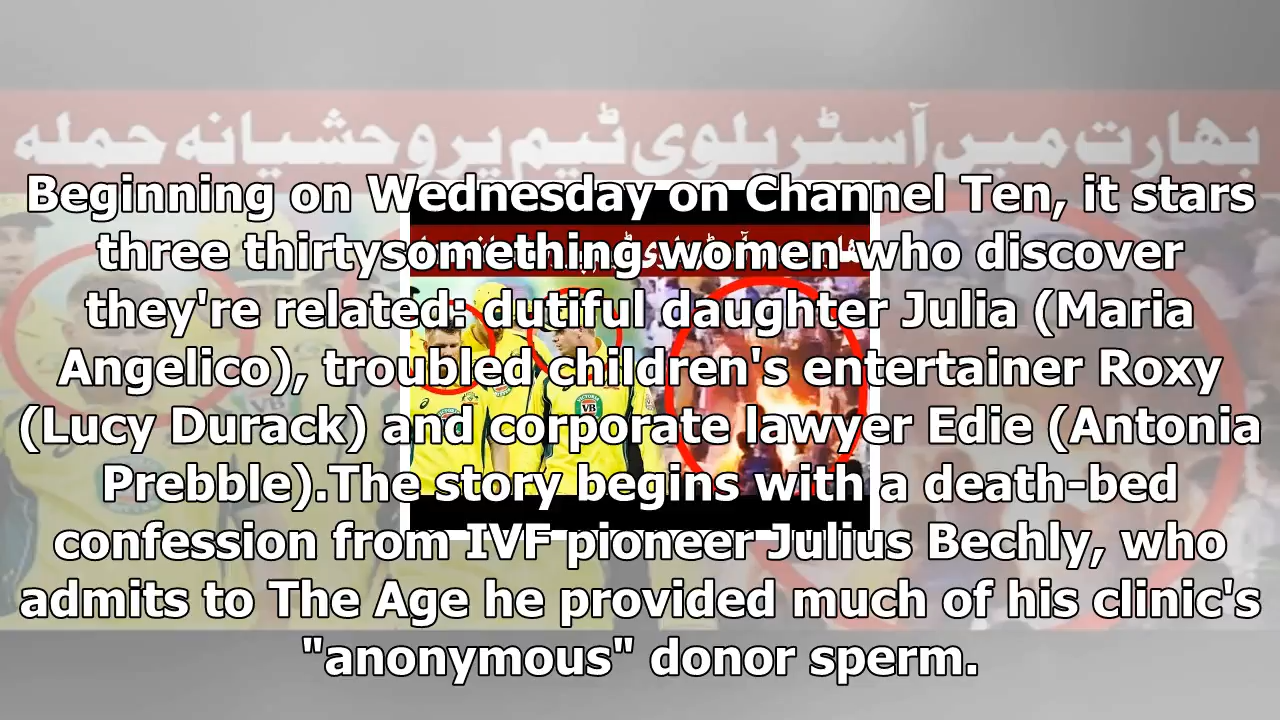 بھارت میں آسٹریلوی ٹیم پر وحشیانہ حملہ
Beginning on Wednesday on Channel Ten, it stars
three thirtysomething women who discover
they're related: dutiful daughter Julia (Maria
Angelico), troubled children's entertainer Roxy
(Lucy Durack) and corporate lawyer Edie (Antonia
Prebble).The story begins with a death-bed
confession from IVF pioneer Julius Bechly, who
admits to The Age he provided much of his clinic's
"anonymous" donor sperm.
VB
VB